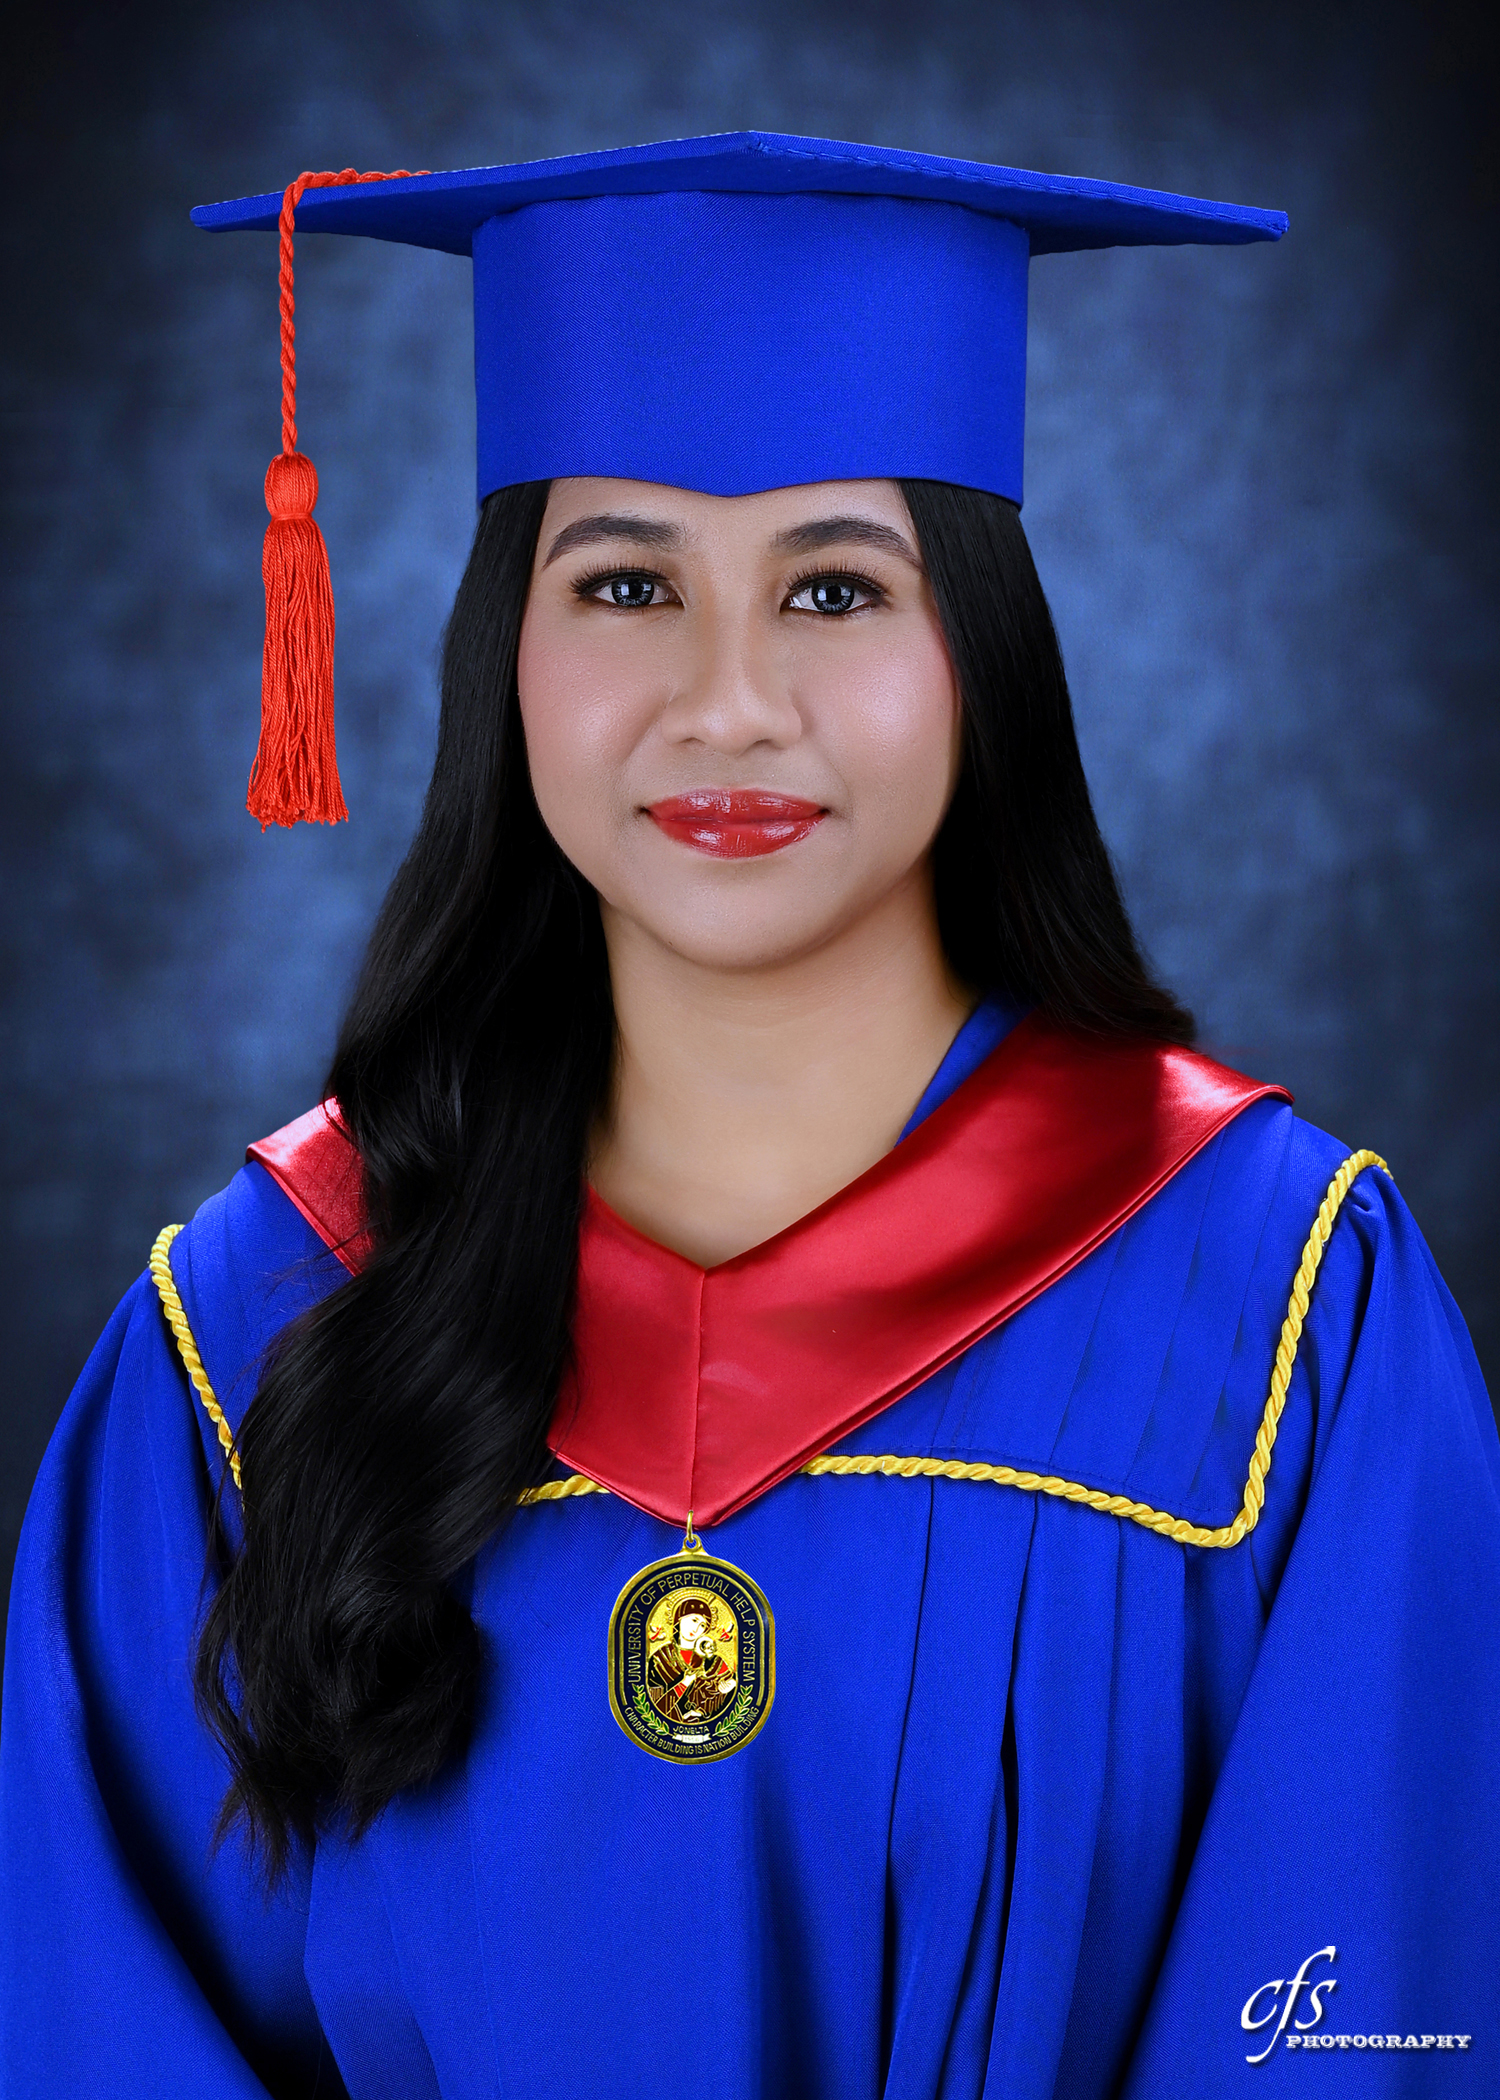 UNIVERSITY OF PERPETUAL HELP SYSTEM
JONELTA
CHARACTER BUILDING IS NATION BUILDING
cfs
PHOTOGRAPHY